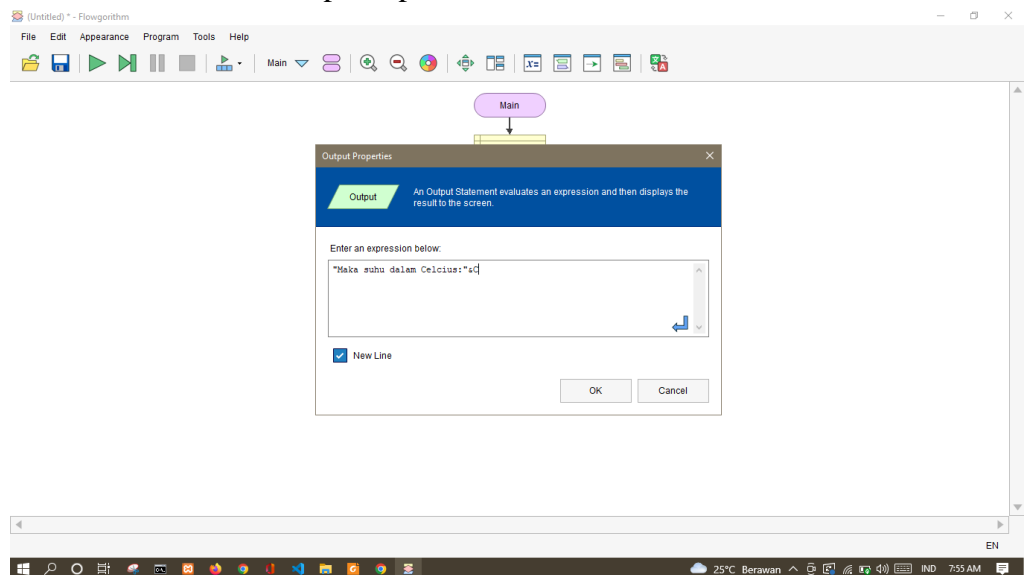 (Untitled) * - Flowgorithm
File Edit Appearance Program Tools Help
Main
Main
Output Properties
Output
An Output Statement evaluates an expression and then displays the
result to the screen.
Enter an expression below:
"Maka suhu dalam Celcius:"&C
New Line
OK Cancel
EN
25°C Berawan IND 7:55 AM